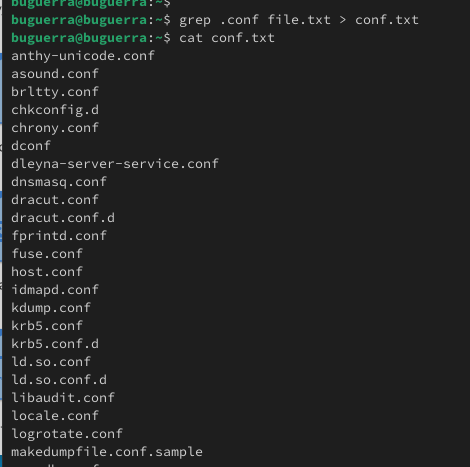 buguerra@buguerra:~$
buguerra@buguerra:~$ grep .conf file.txt > conf.txt
buguerra@buguerra:~$ cat conf.txt
anthy-unicode.conf
asound.conf
brltty.conf
chkconfig.d
chrony.conf
dconf
dleyna-server-service.conf
dnsmasq.conf
dracut.conf
dracut.conf.d
fprintd.conf
fuse.conf
host.conf
idmapd.conf
kdump.conf
krb5.conf
krb5.conf.d
ld.so.conf
ld.so.conf.d
libaudit.conf
locale.conf
logrotate.conf
makedumpfile.conf.sample